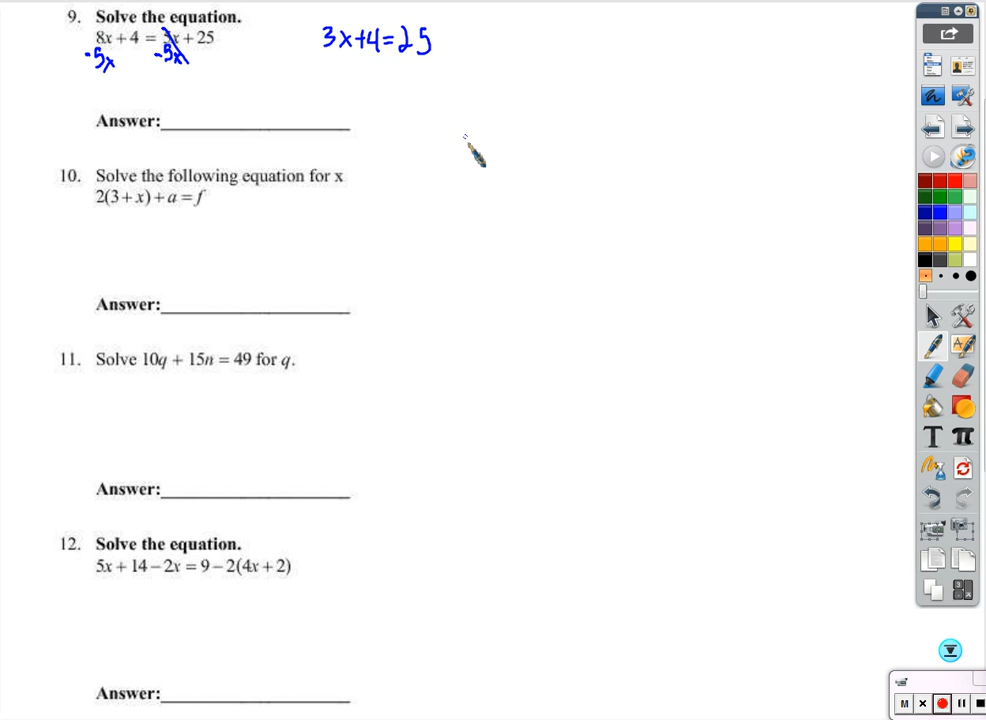 9. Solve the equation.
8x + 4 = 5x + 25
-5x -5x
3x+4=25
Answer:
10. Solve the following equation for x
2(3+x)+a=f
Answer:
11. Solve 10q + 15n = 49 for q.
Answer:
12. Solve the equation.
5x + 14 – 2x = 9 – 2(4x + 2)
Answer:
T π
M